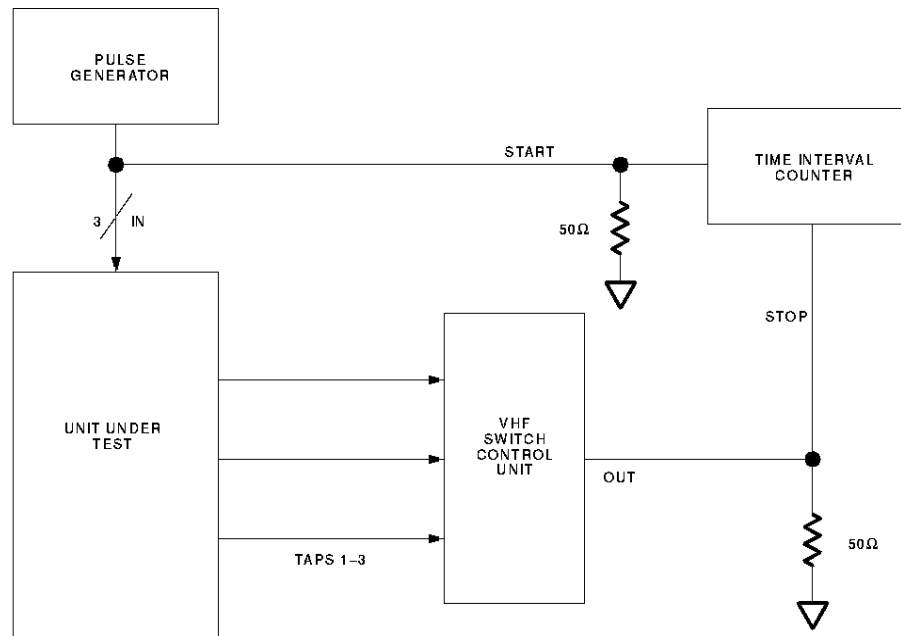 PULSE
GENERATOR
START
TIME INTERVAL
COUNTER
3 IN
50Ω
STOP
UNIT UNDER
TEST
VHF
SWITCH
CONTROL
UNIT
OUT
TAPS 1–3
50Ω